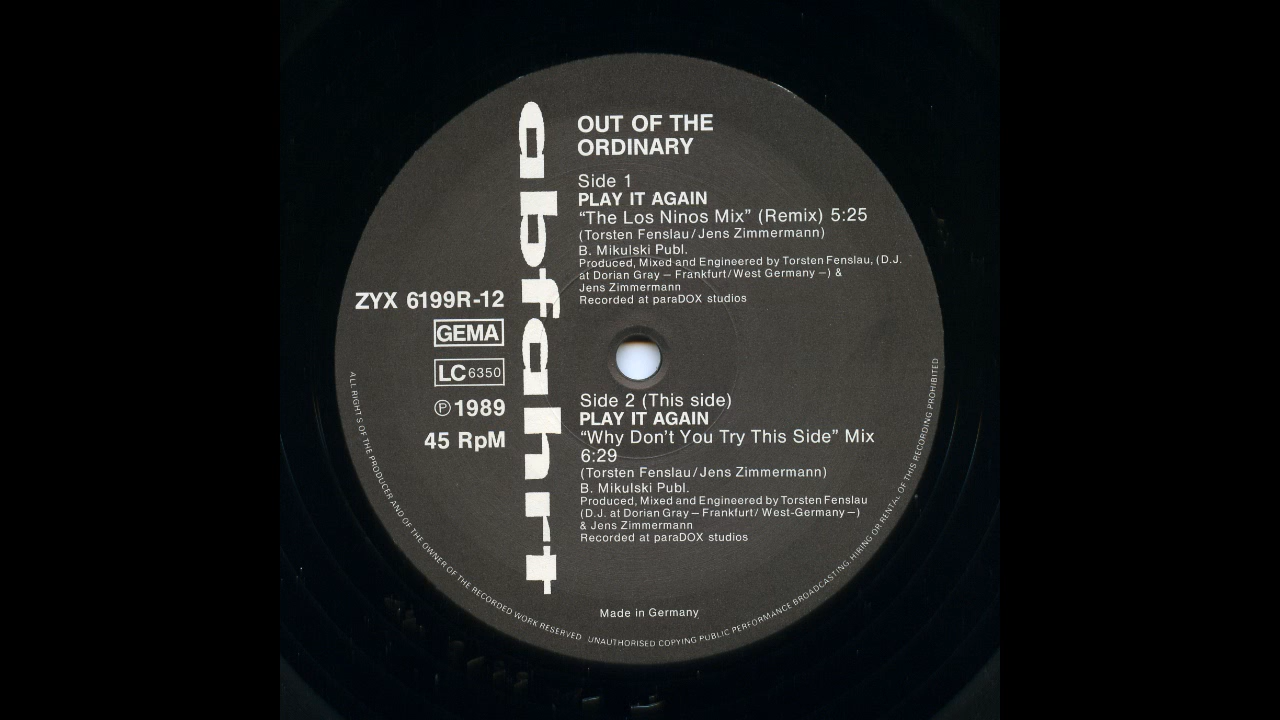 abfahrt
OUT OF THE
ORDINARY
Side 1
PLAY IT AGAIN
“The Los Ninos Mix” (Remix) 5:25
(Torsten Fenslau/Jens Zimmermann)
B. Mikulski Publ.
Produced, Mixed and Engineered by Torsten Fenslau, (D.J.
at Dorian Gray – Frankfurt/West Germany –) &
Jens Zimmermann
Recorded at paraDOX studios
ZYX 6199R-12
GEMA
LC 6350
℗ 1989
45 RpM
Side 2 (This side)
PLAY IT AGAIN
“Why Don't You Try This Side” Mix
6:29
(Torsten Fenslau/Jens Zimmermann)
B. Mikulski Publ.
Produced, Mixed and Engineered by Torsten Fenslau
(D.J. at Dorian Gray – Frankfurt/ West-Germany –)
& Jens Zimmermann
Recorded at paraDOX studios
Made in Germany
ALL RIGHTS OF THE PRODUCER AND OF THE OWNER OF THE RECORDED WORK RESERVED. UNAUTHORISED COPYING PUBLIC PERFORMANCE BROADCASTING, HIRING OR RENTAL OF THIS RECORDING PROHIBITED